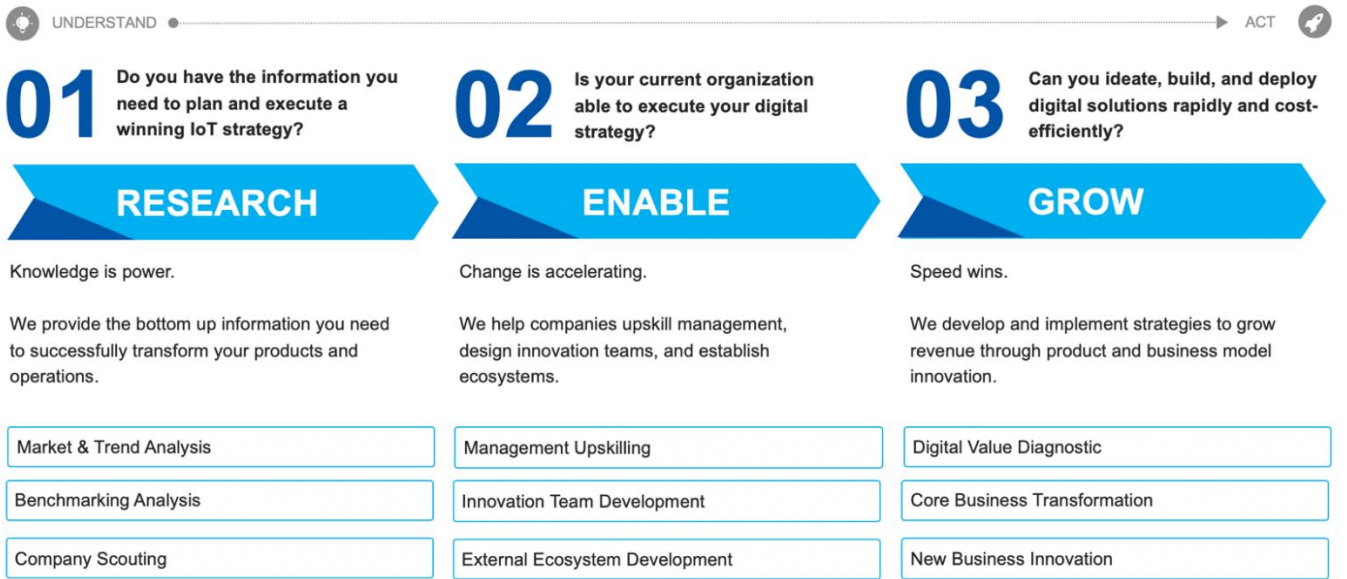 UNDERSTAND
ACT
01
Do you have the information you
need to plan and execute a
winning IoT strategy?
RESEARCH
Knowledge is power.
We provide the bottom up information you need
to successfully transform your products and
operations.
Market & Trend Analysis
Benchmarking Analysis
Company Scouting
02
Is your current organization
able to execute your digital
strategy?
ENABLE
Change is accelerating.
We help companies upskill management,
design innovation teams, and establish
ecosystems.
Management Upskilling
Innovation Team Development
External Ecosystem Development
03
Can you ideate, build, and deploy
digital solutions rapidly and cost-
efficiently?
GROW
Speed wins.
We develop and implement strategies to grow
revenue through product and business model
innovation.
Digital Value Diagnostic
Core Business Transformation
New Business Innovation